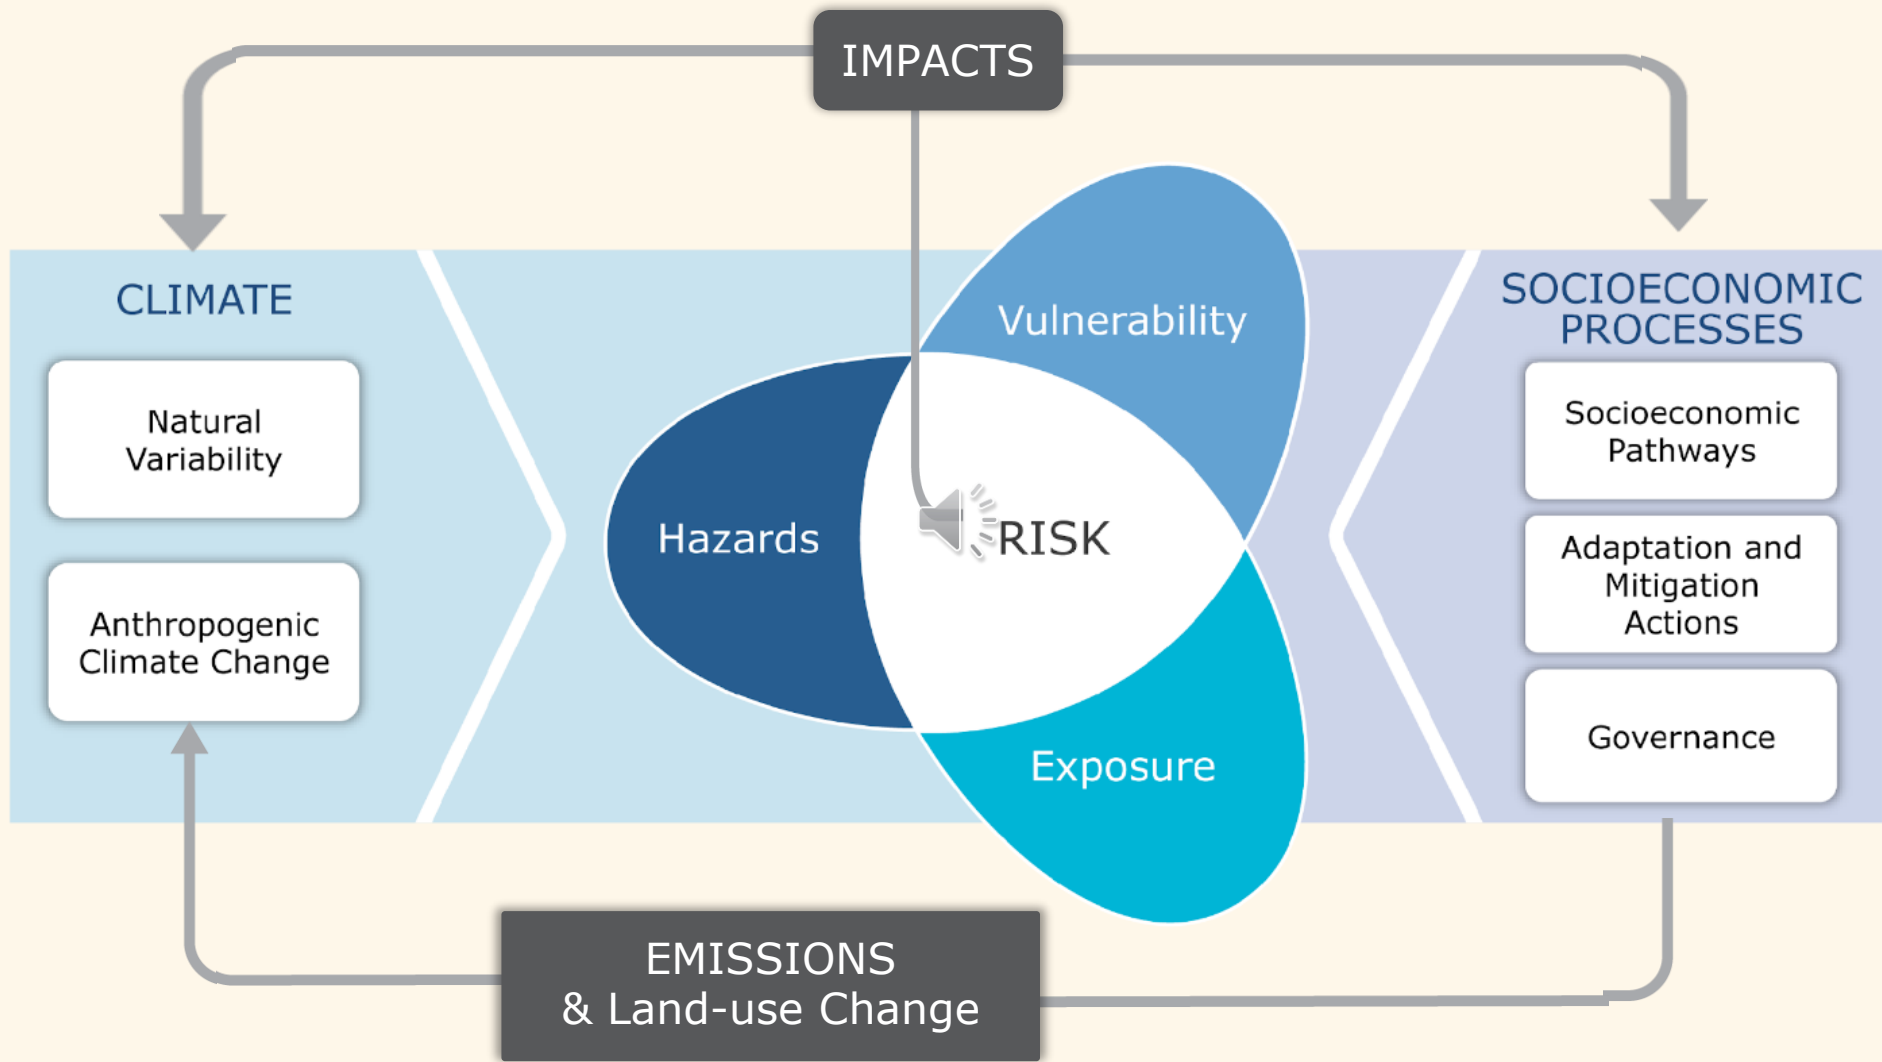 IMPACTS
CLIMATE
Natural
Variability
Anthropogenic
Climate Change
Vulnerability
Hazards
RISK
Exposure
SOCIOECONOMIC
PROCESSES
Socioeconomic
Pathways
Adaptation and
Mitigation
Actions
Governance
EMISSIONS
& Land-use Change